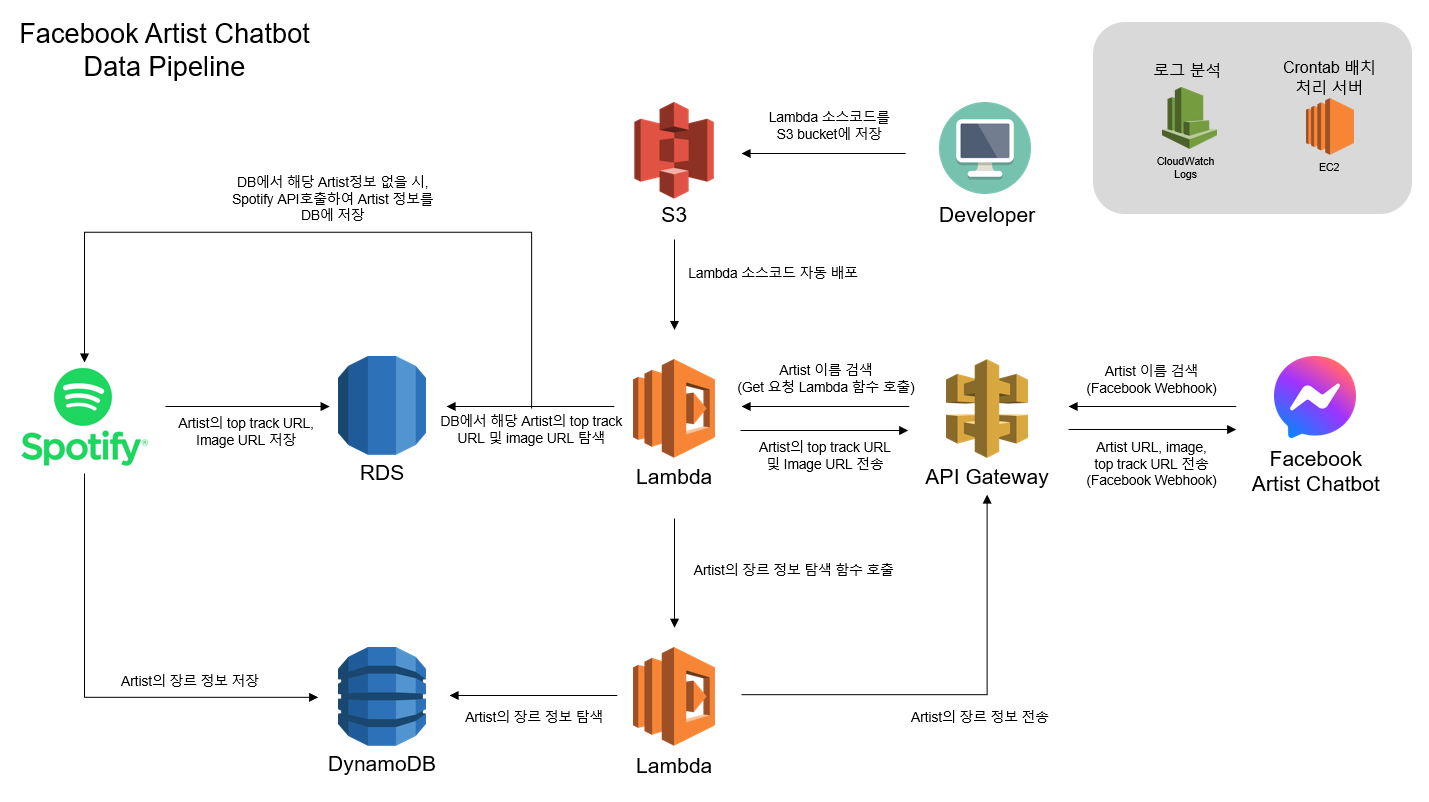 Facebook Artist Chatbot
Data Pipeline
로그 분석
Crontab 배치
처리 서버
CloudWatch
Logs
EC2
Lambda 소스코드를
S3 bucket에 저장
S3
Developer
DB에서 해당 Artist정보 없을 시,
Spotify API호출하여 Artist 정보를
DB에 저장
Lambda 소스코드 자동 배포
Spotify®
Artist의 top track URL,
Image URL 저장
RDS
DB에서 해당 Artist의 top track
URL 및 image URL 탐색
Lambda
Artist 이름 검색
(Get 요청 Lambda 함수 호출)
Artist의 top track URL
및 Image URL 전송
API Gateway
Artist 이름 검색
(Facebook Webhook)
Artist URL, image,
top track URL 전송
(Facebook Webhook)
Facebook
Artist Chatbot
Artist의 장르 정보 탐색 함수 호출
Artist의 장르 정보 저장
DynamoDB
Artist의 장르 정보 탐색
Lambda
Artist의 장르 정보 전송